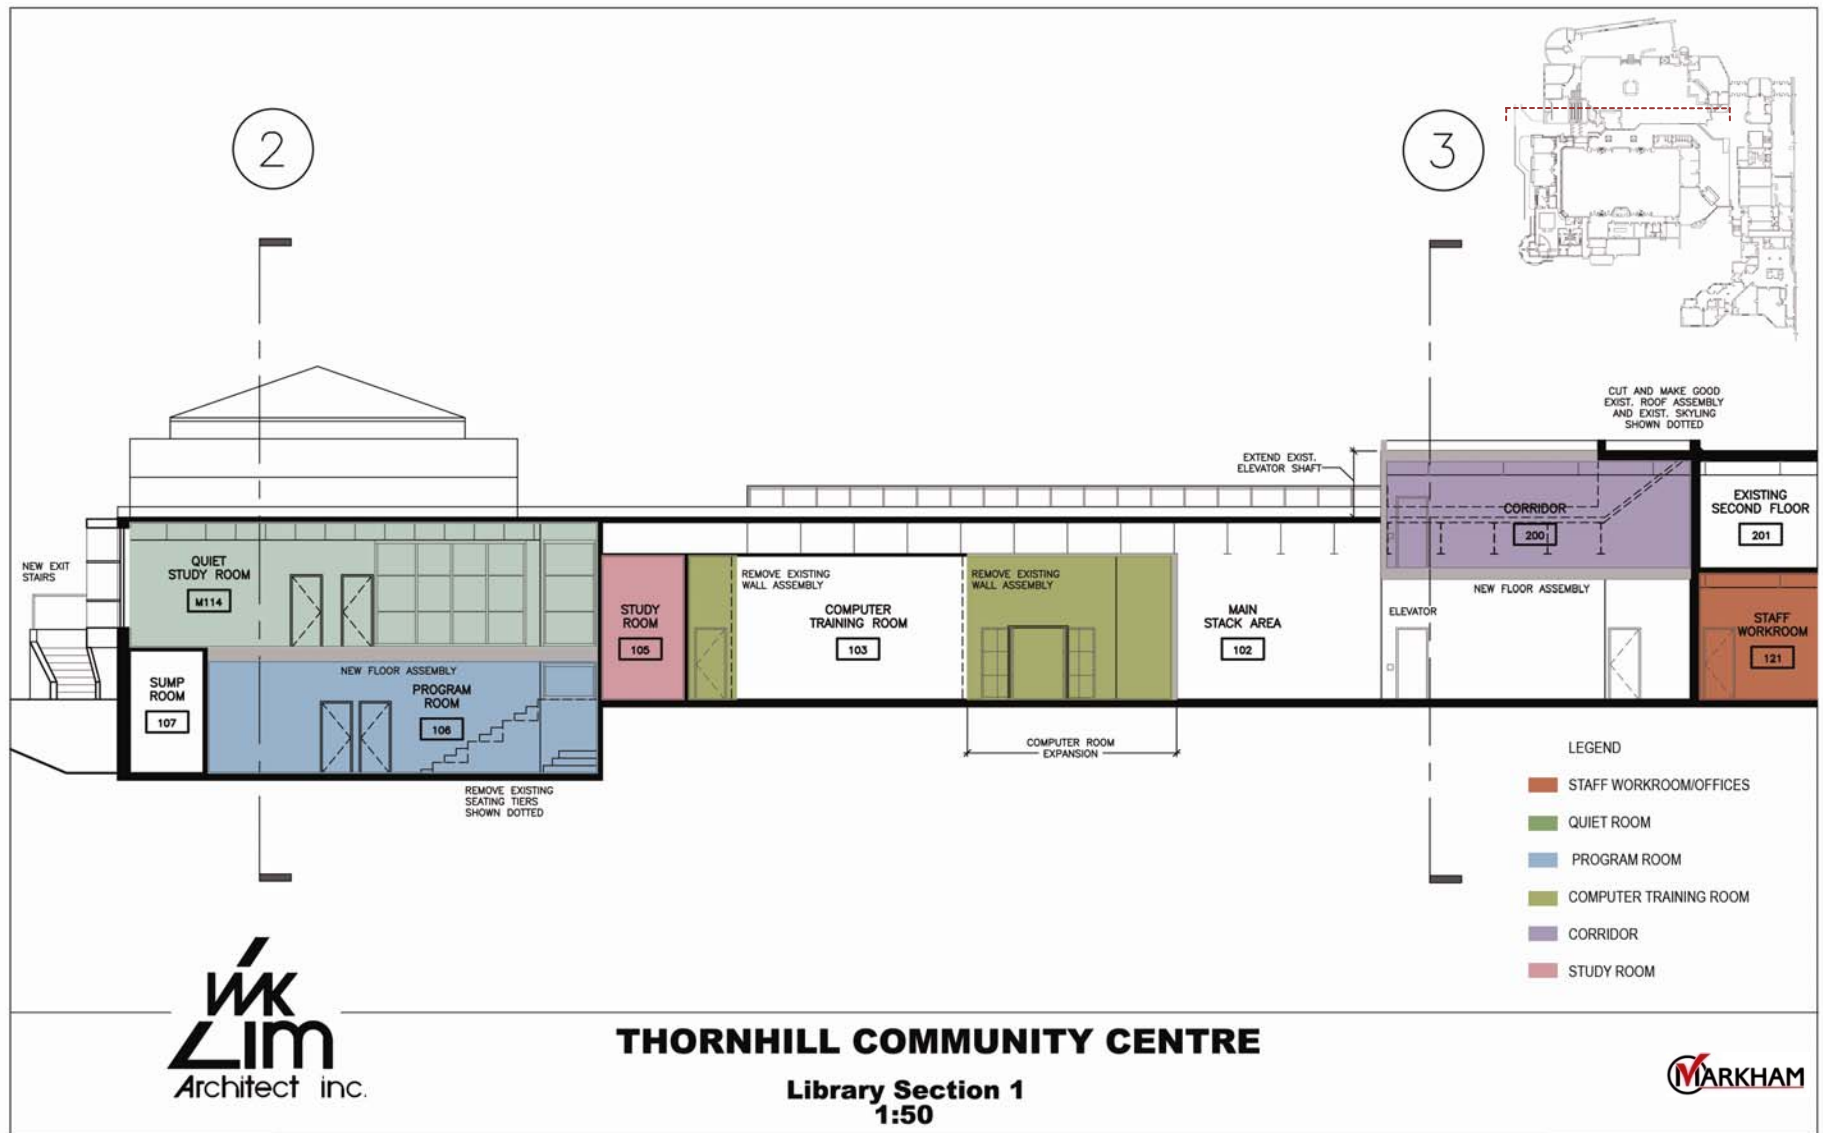 2
3
CUT AND MAKE GOOD
EXIST. ROOF ASSEMBLY
AND EXIST. SKYLING
SHOWN DOTTED
EXTEND EXIST.
ELEVATOR SHAFT
CORRIDOR
200
EXISTING
SECOND FLOOR
201
NEW EXIT
STAIRS
QUIET
STUDY ROOM
M114
STUDY
ROOM
105
REMOVE EXISTING
WALL ASSEMBLY
COMPUTER
TRAINING ROOM
103
REMOVE EXISTING
WALL ASSEMBLY
MAIN
STACK AREA
102
NEW FLOOR ASSEMBLY
ELEVATOR
STAFF
WORKROOM
121
SUMP
ROOM
107
NEW FLOOR ASSEMBLY
PROGRAM
ROOM
106
COMPUTER ROOM
EXPANSION
REMOVE EXISTING
SEATING TIERS
SHOWN DOTTED
LEGEND
STAFF WORKROOM/OFFICES
QUIET ROOM
PROGRAM ROOM
COMPUTER TRAINING ROOM
CORRIDOR
STUDY ROOM
WK
Lim
Architect inc.
THORNHILL COMMUNITY CENTRE
Library Section 1
1:50
MARKHAM